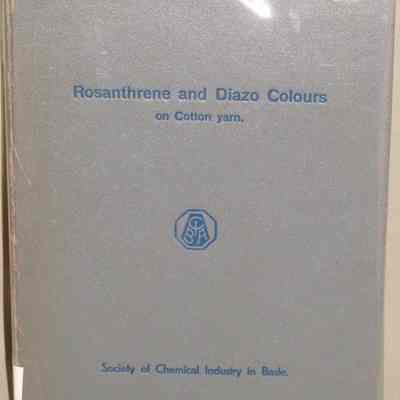 Rosanthrene and Diazo Colours
on Cotton yarn.
Society of Chemical Industry in Basle.